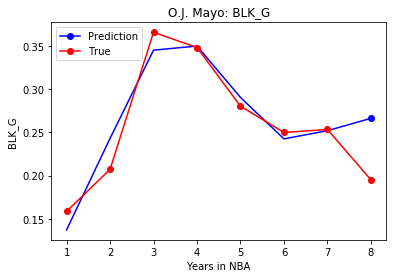 O.J. Mayo: BLK_G
Prediction
True
0.35
0.30
0.25
0.20
0.15
BLK_G
1 2 3 4 5 6 7 8
Years in NBA